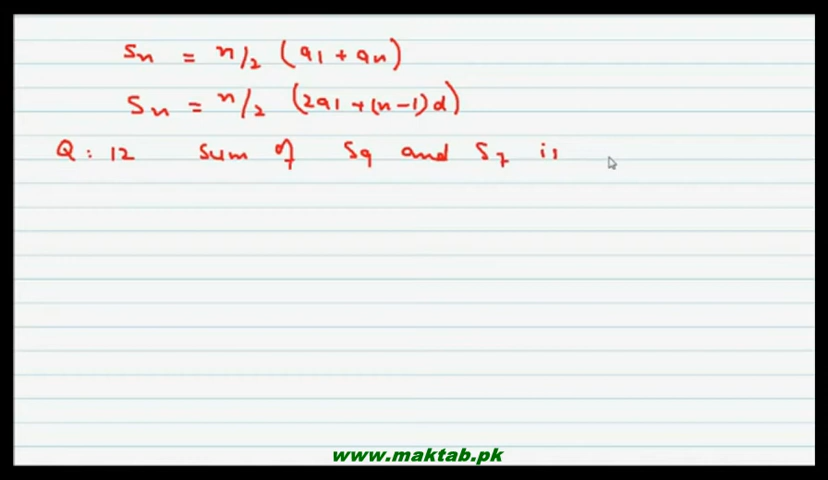 Sn = n/2 (a1 + an)
Sn = n/2 (2a1 + (n-1)d)
Q: 12 Sum of S9 and S7 is
www.maktab.pk